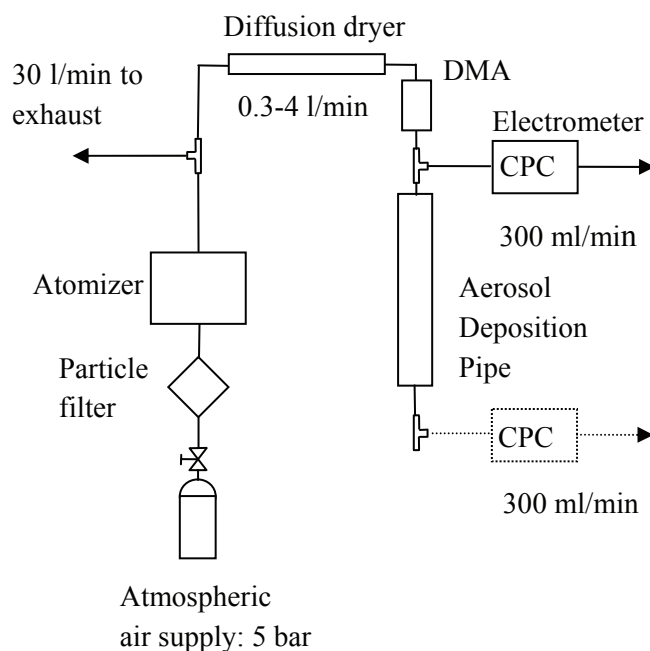 Diffusion dryer
30 l/min to
exhaust
0.3-4 l/min
DMA
Electrometer
CPC
300 ml/min
Atomizer
Aerosol
Deposition
Pipe
Particle
filter
CPC
300 ml/min
Atmospheric
air supply: 5 bar